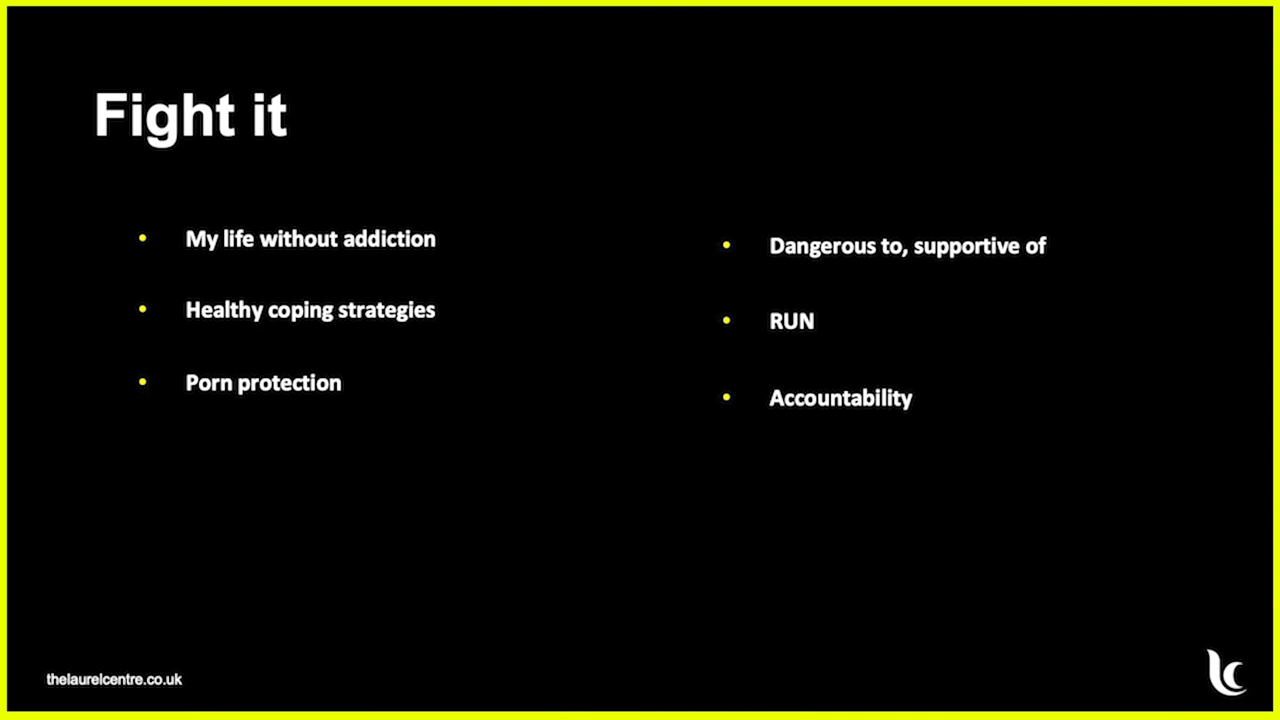 Fight it
My life without addiction
Healthy coping strategies
Porn protection
Dangerous to, supportive of
RUN
Accountability
thelaurelcentre.co.uk